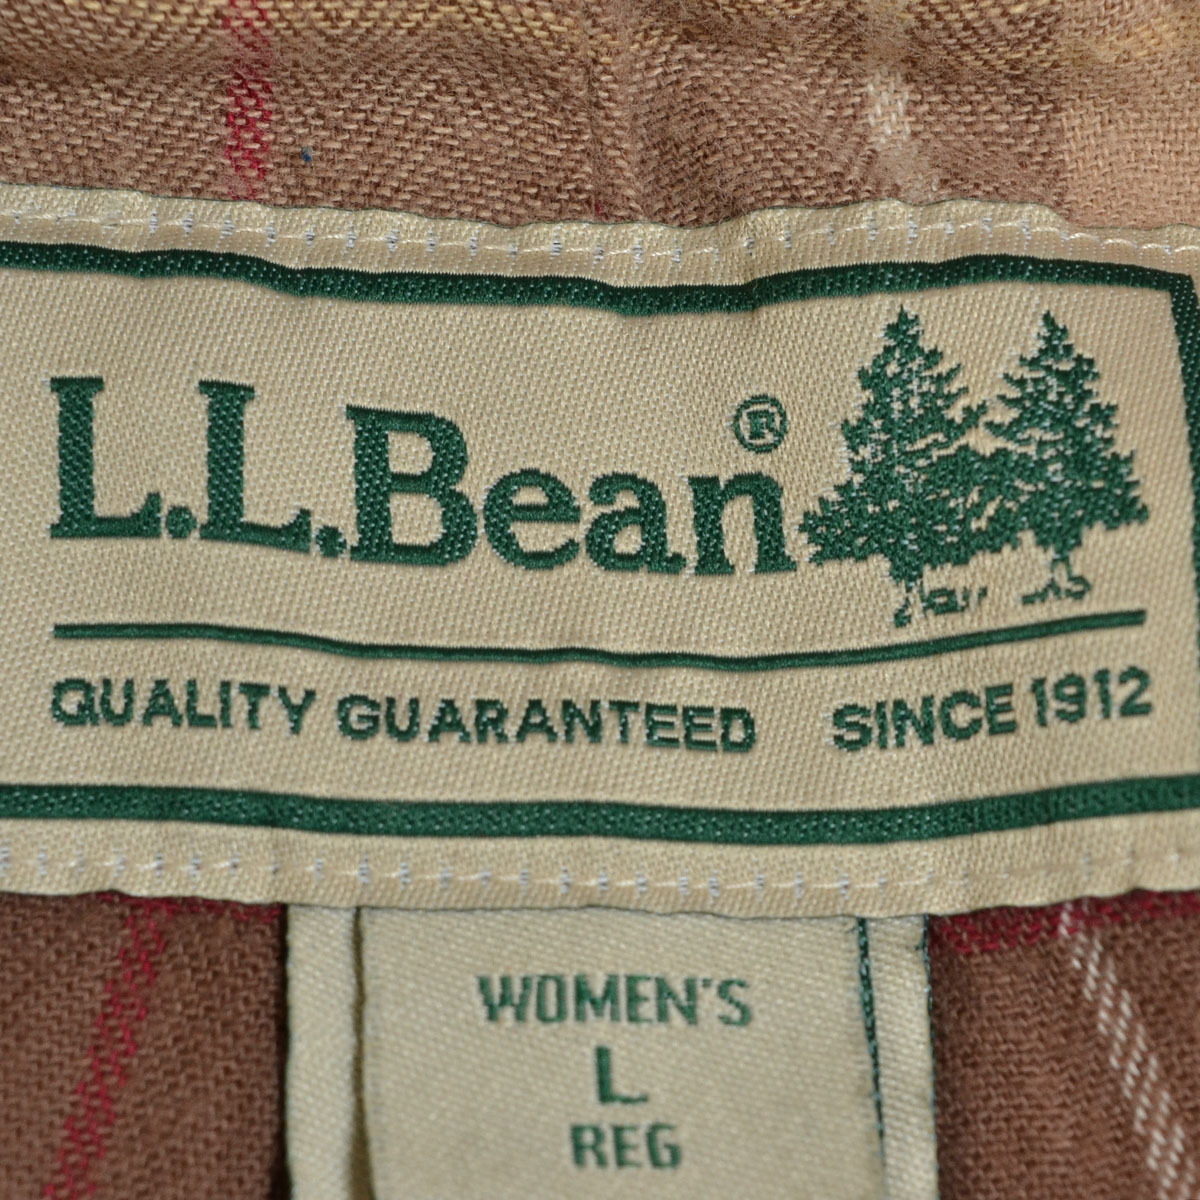 L.L.Bean®
QUALITY GUARANTEED SINCE 1912
WOMEN'S
L
REG